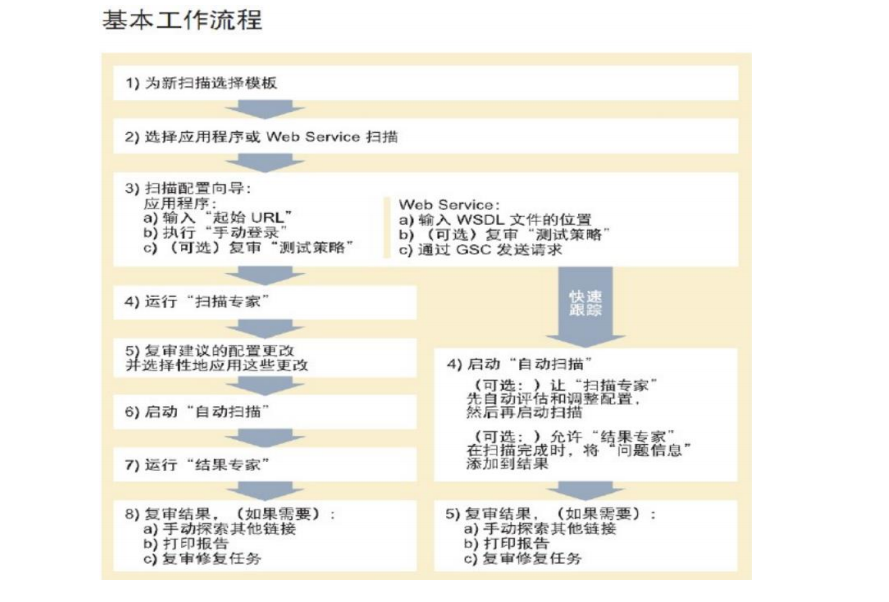 基本工作流程
1) 为新扫描选择模板
2) 选择应用程序或 Web Service 扫描
3) 扫描配置向导:
应用程序:
a) 输入“起始 URL”
b) 执行“手动登录”
c) （可选）复审“测试策略”
Web Service:
a) 输入 WSDL 文件的位置
b) （可选）复审“测试策略”
c) 通过 GSC 发送请求
4) 运行“扫描专家”
5) 复审建议的配置更改
并选择性地应用这些更改
6) 启动“自动扫描”
7) 运行“结果专家”
8) 复审结果，（如果需要）:
a) 手动探索其他链接
b) 打印报告
c) 复审修复任务
快速
跟踪
4) 启动“自动扫描”
（可选: ）让“扫描专家”
先自动评估和调整配置，
然后再启动扫描
（可选: ）允许“结果专家”
在扫描完成时，将“问题信息”
添加到结果
5) 复审结果，（如果需要）:
a) 手动探索其他链接
b) 打印报告
c) 复审修复任务